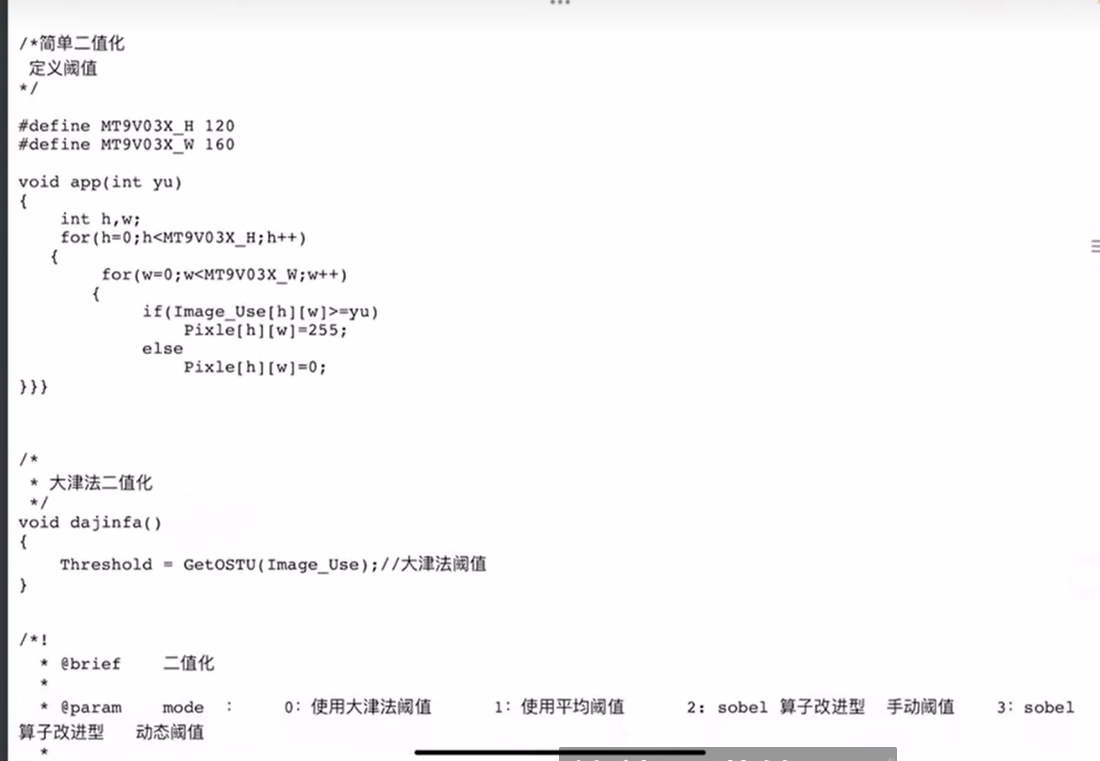 /*简单二值化
定义阈值
*/
#define MT9V03X_H 120
#define MT9V03X_W 160
void app(int yu)
{
int h,w;
for(h=0;h<MT9V03X_H;h++)
{
for(w=0;w<MT9V03X_W;w++)
{
if(Image_Use[h][w]>=yu)
Pixle[h][w]=255;
else
Pixle[h][w]=0;
}}}
/*
* 大津法二值化
*/
void dajinfa()
{
Threshold = GetOSTU(Image_Use);//大津法阈值
}
/*!
* @brief 二值化
*
* @param mode : 0: 使用大津法阈值 1: 使用平均阈值 2: sobel 算子改进型 手动阈值 3: sobel
算子改进型 动态阈值
*